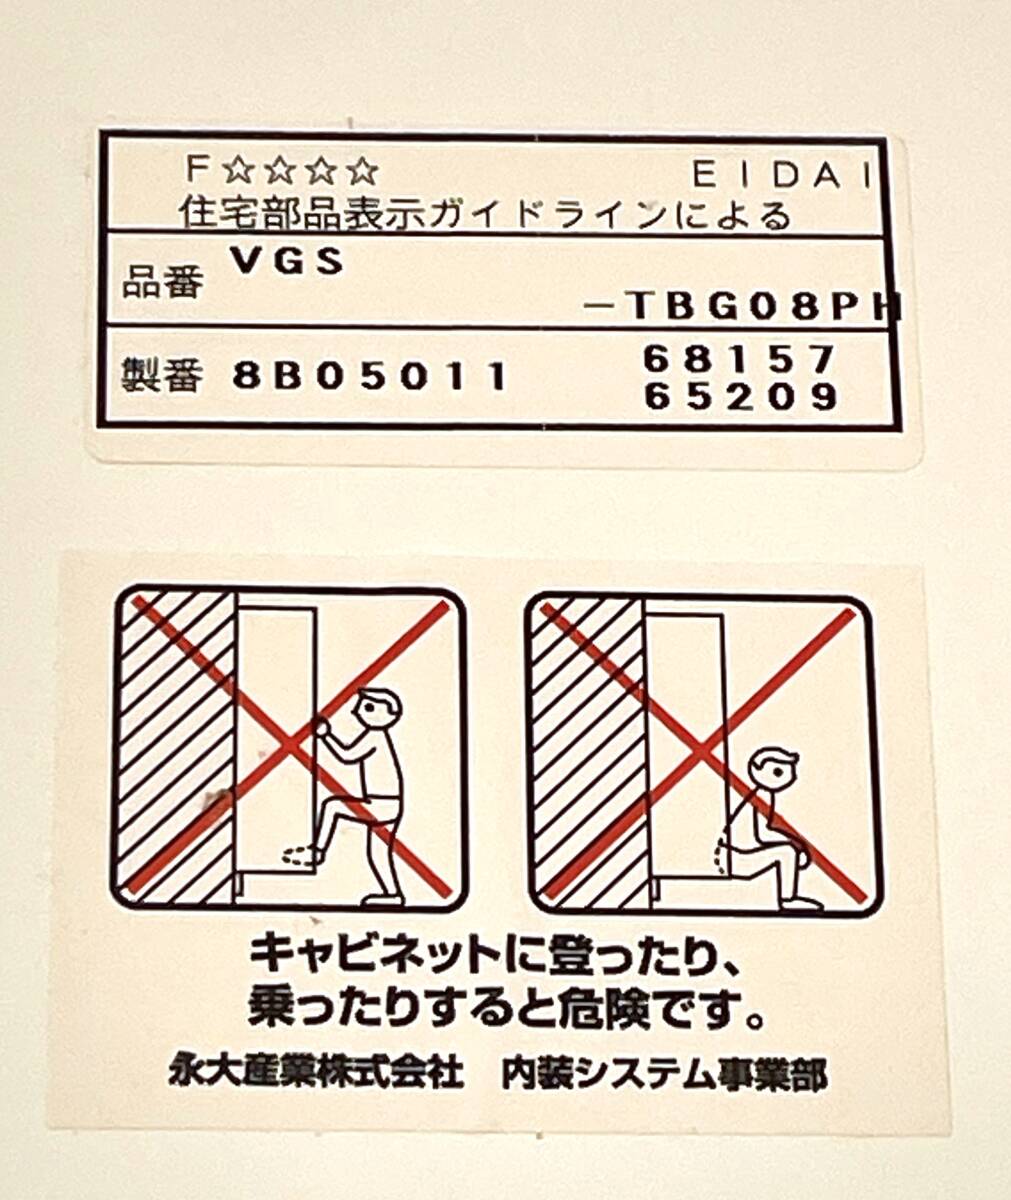 F☆☆☆☆ EIDAI
住宅部品表示ガイドラインによる
品番 VGS
－TBG08PH
製番 8B05011 68157
65209
キャビネットに登ったり、
乗ったりすると危険です。
永大産業株式会社 内装システム事業部